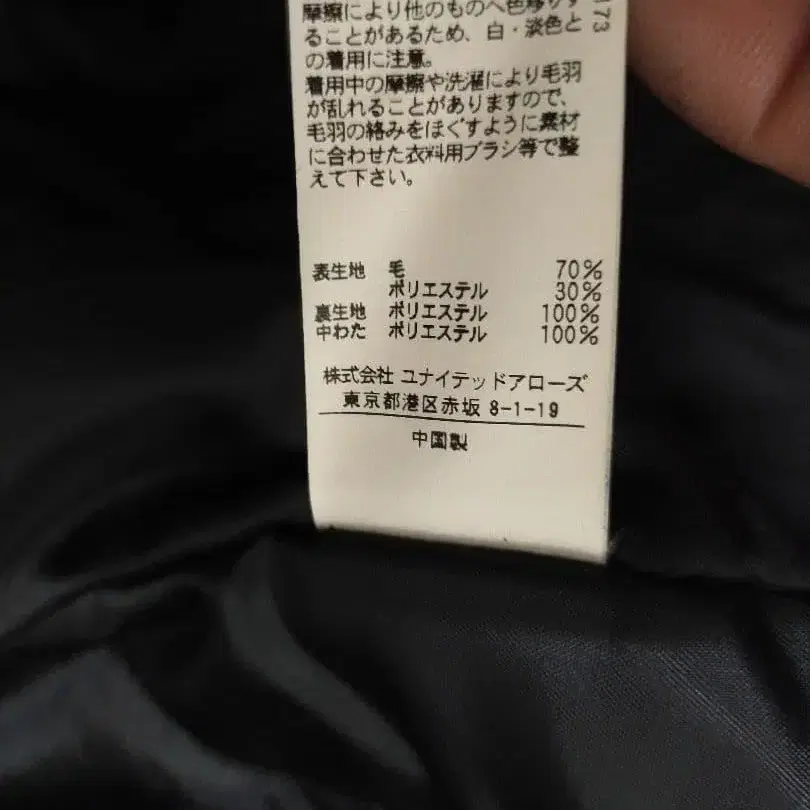 摩擦により他のものへ色移りす
ることがあるため、白・淡色と
の着用に注意。
着用中の摩擦や洗濯により毛羽
が乱れることがありますので、
毛羽の絡みをほぐすように素材
に合わせた衣料用ブラシ等で整
えて下さい。
173
表生地 毛 70%
ポリエステル 30%
裏生地 ポリエステル 100%
中わた ポリエステル 100%
株式会社 ユナイテッドアローズ
東京都港区赤坂 8-1-19
中国製